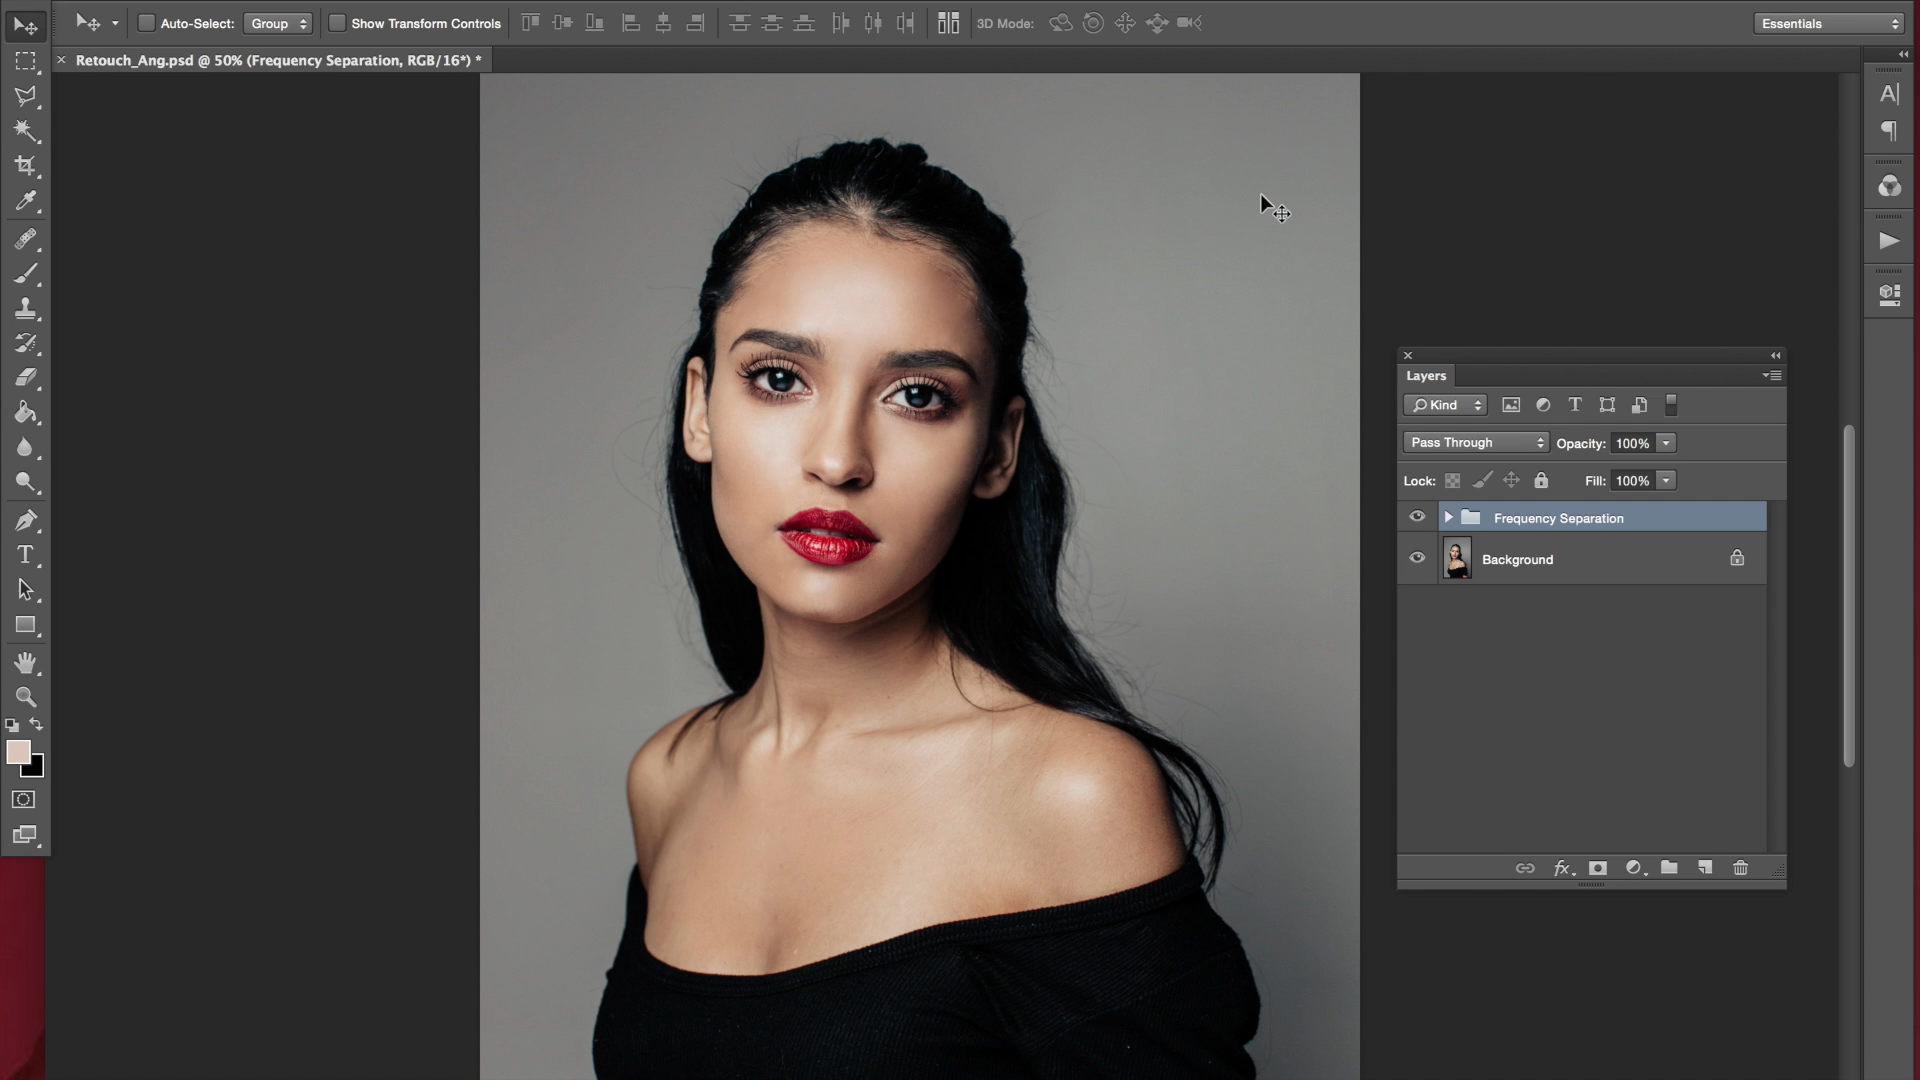 Auto-Select: Group Show Transform Controls 3D Mode: Essentials
× Retouch_Ang.psd @ 50% (Frequency Separation, RGB/16*) *
Layers
Kind
Pass Through Opacity: 100%
Lock: Fill: 100%
Frequency Separation
Background
fx